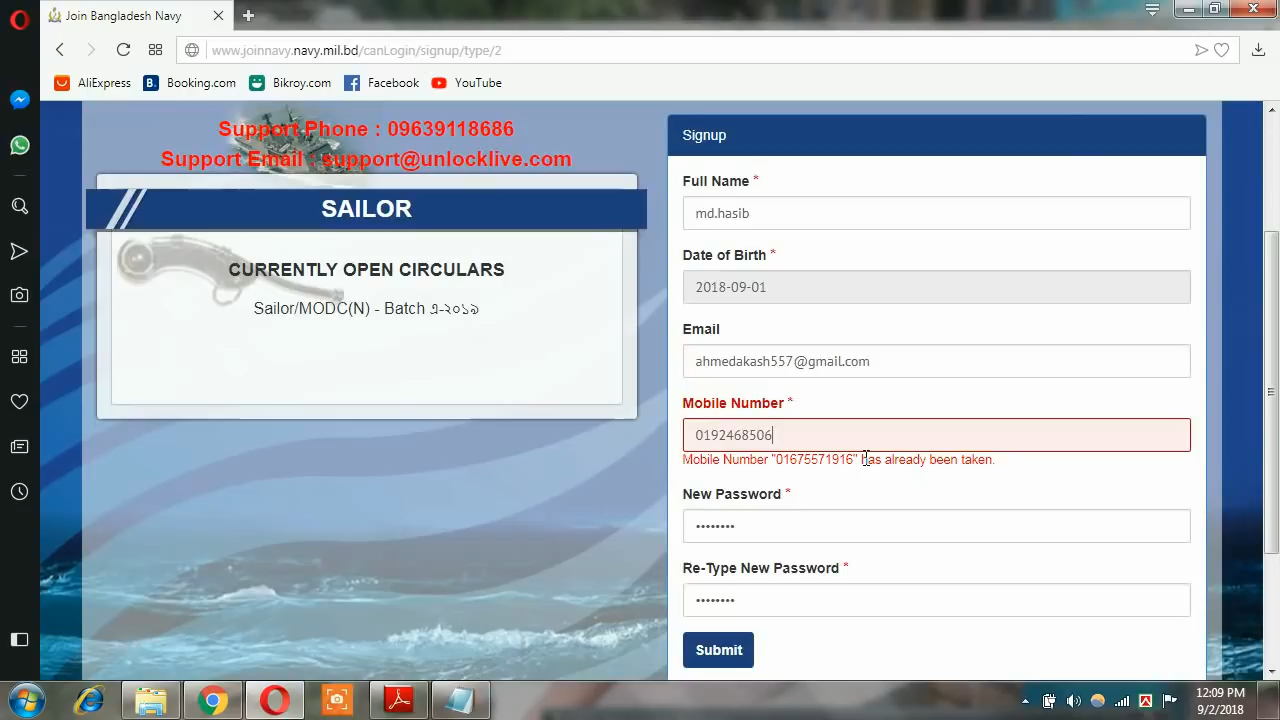 Join Bangladesh Navy
www.joinnavy.navy.mil.bd/canLogin/signup/type/2
AliExpress
B. Booking.com
Bikroy.com
Facebook
YouTube
Support Phone : 09639118686
Support Email : support@unlocklive.com
SAILOR
CURRENTLY OPEN CIRCULARS
Sailor/MODC(N) - Batch এ-২০১৯
Signup
Full Name *
md.hasib
Date of Birth *
2018-09-01
Email
ahmedakash557@gmail.com
Mobile Number *
0192468506
Mobile Number "01675571916" has already been taken.
New Password *
••••••••
Re-Type New Password *
••••••••
Submit
12:09 PM
9/2/2018